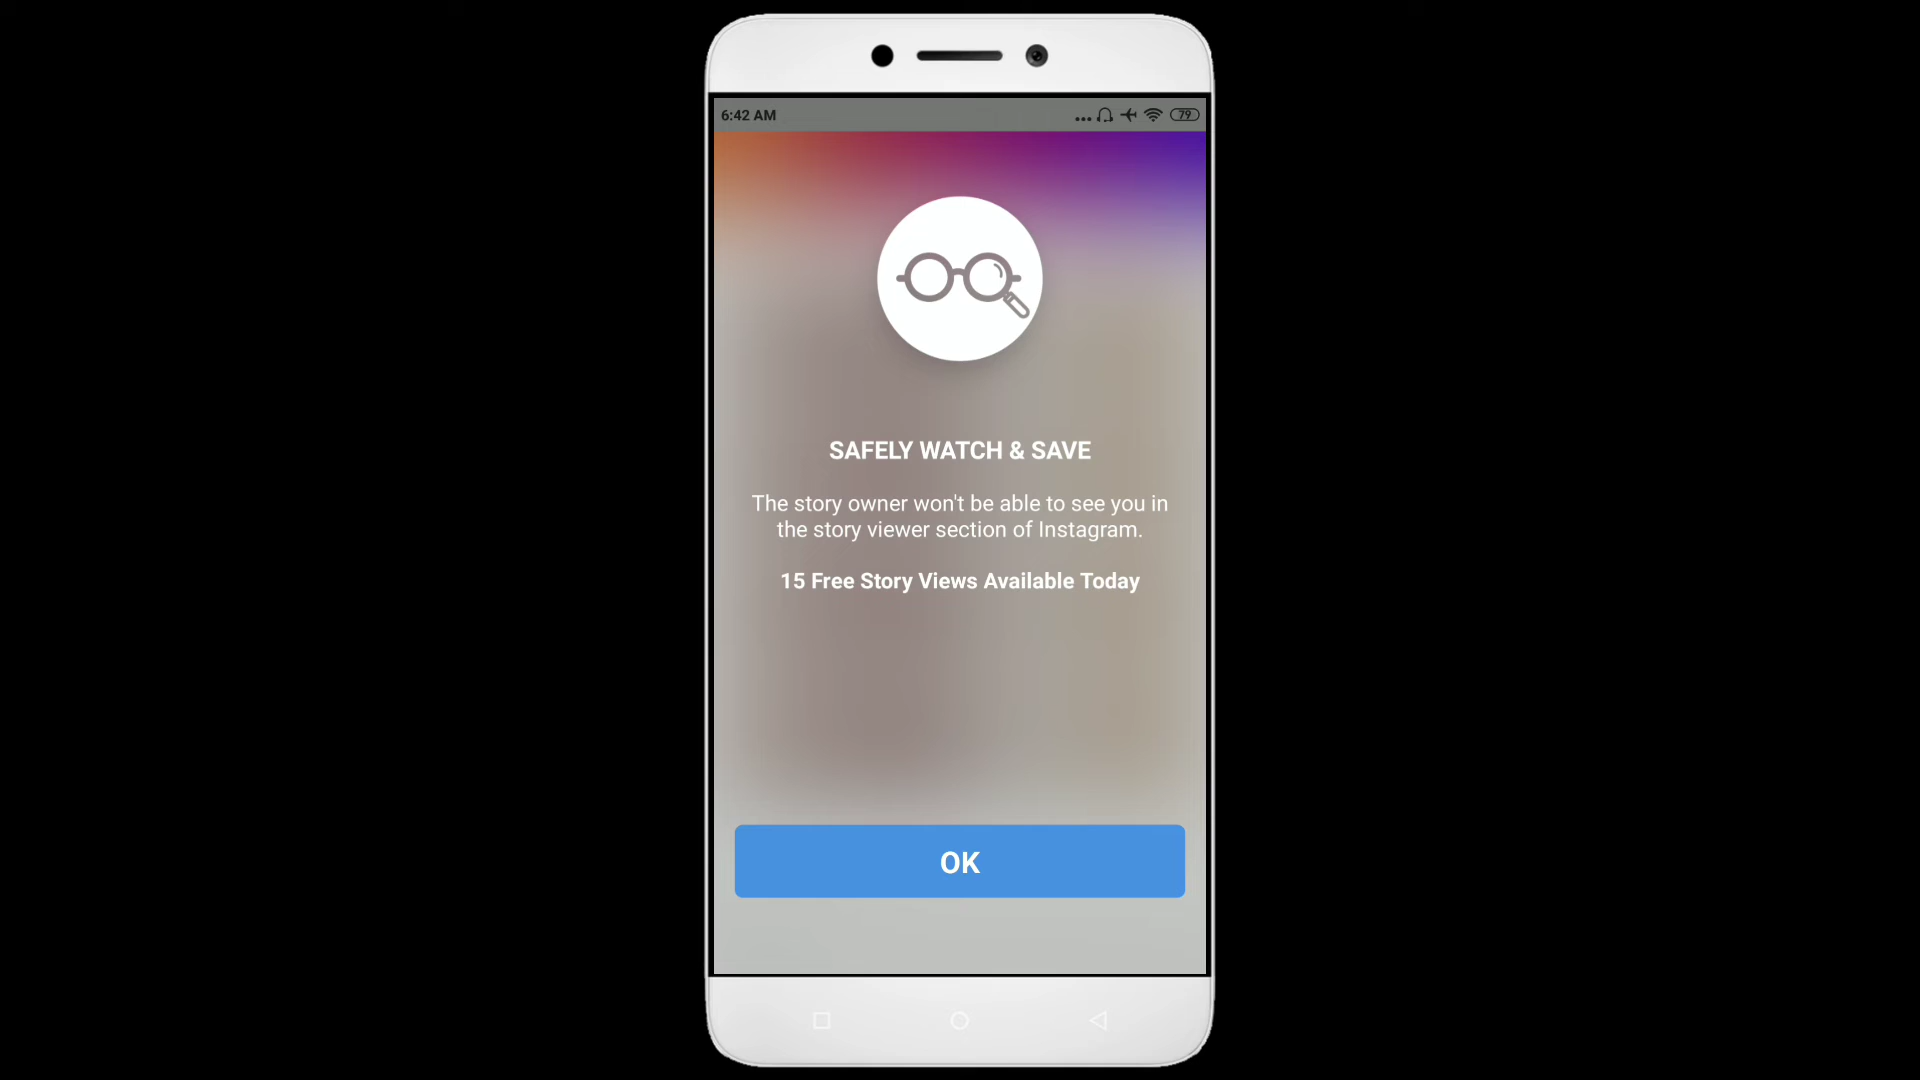 6:42 AM
79
SAFELY WATCH & SAVE
The story owner won't be able to see you in
the story viewer section of Instagram.
15 Free Story Views Available Today
OK